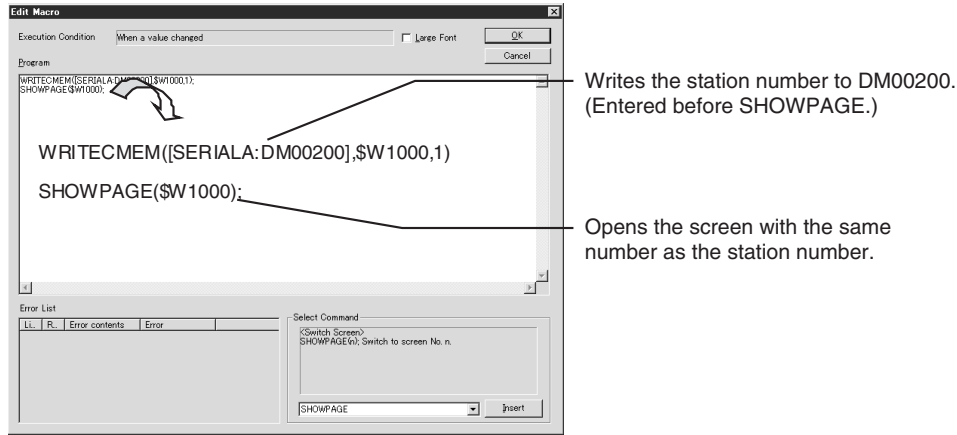 Edit Macro
Execution Condition When a value changed Large Font OK
Cancel
Program
WRITECMEM([SERIALA:DM00200],$W1000,1);
SHOWPAGE($W1000);
Writes the station number to DM00200.
(Entered before SHOWPAGE.)
WRITECMEM([SERIALA:DM00200],$W1000,1)
SHOWPAGE($W1000);
Opens the screen with the same
number as the station number.
Error List
Li.. R.. Error contents Error
Select Command
<Switch Screen>
SHOWPAGE(n); Switch to screen No. n.
SHOWPAGE Insert